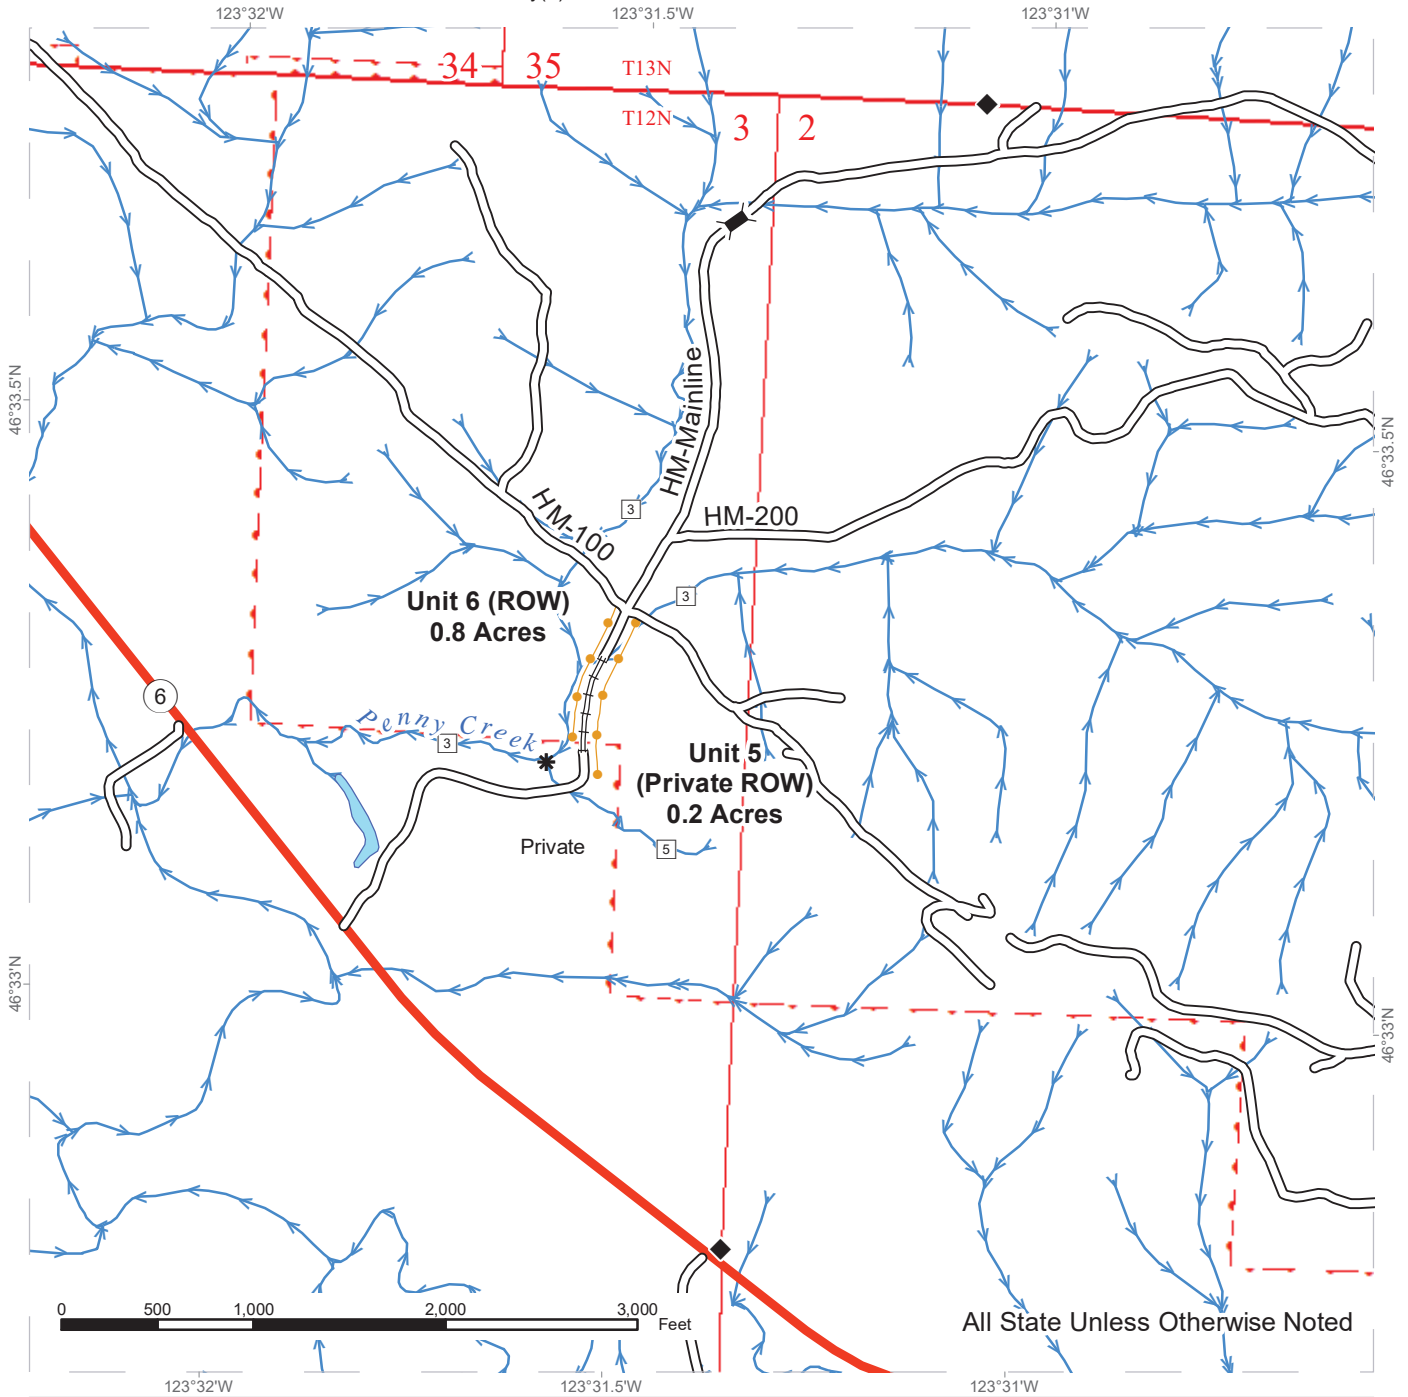 123°32'W
123°31.5'W
123°31'W
34
35
T13N
T12N
3
2
46°33.5'N
46°33.5'N
HM-Mainline
3
HM-100
HM-200
Unit 6 (ROW)
0.8 Acres
3
6
Penny Creek
3
Unit 5
(Private ROW)
0.2 Acres
Private
5
46°33'N
46°33'N
0
500
1,000
2,000
3,000
Feet
All State Unless Otherwise Noted
123°32'W
123°31.5'W
123°31'W